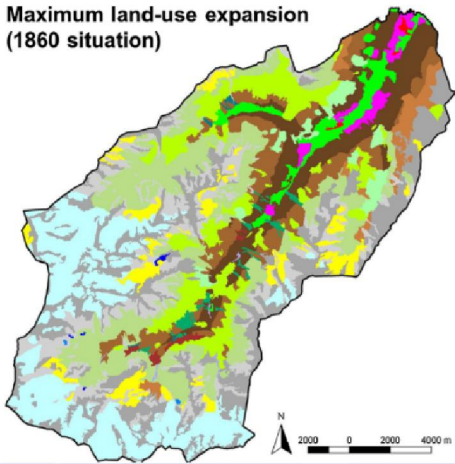 Maximum land-use expansion
(1860 situation)
N
2000 0 2000 4000 m